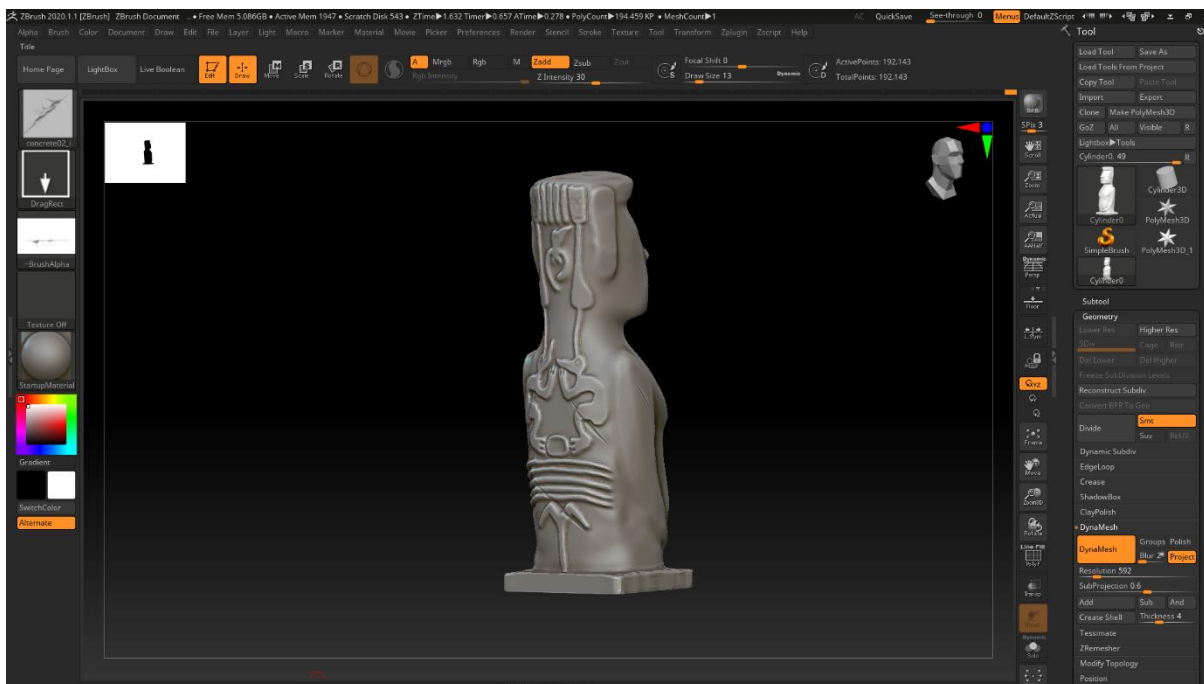 ZBrush 2020.1.1 [ZBrush] ZBrush Document .. • Free Mem 5.086GB • Active Mem 1947 • Scratch Disk 543 • ZTime▶1.632 Timer▶0.657 ATime▶0.278 • PolyCount▶194.459 KP • MeshCount▶1 AC QuickSave See-through 0 Menus DefaultZScript
Alpha Brush Color Document Draw Edit File Layer Light Macro Marker Material Movie Picker Preferences Render Stencil Stroke Texture Tool Transform Zplugin Zscript Help
Tool
Title
Home Page LightBox Live Boolean Edit Draw Move Scale Rotate A Mrgb Rgb M Zadd Zsub Zcut Focal Shift 0 ActivePoints: 192,143
Rgb Intensity Z Intensity 30 S Draw Size 13 Dynamic D TotalPoints: 192,143
Load Tool Save As
Load Tools From Project
Copy Tool Paste Tool
Import Export
Clone Make PolyMesh3D
GoZ All Visible R
Lightbox▶Tools
Cylinder0. 49 R
Cylinder0 Cylinder3D
PolyMesh3D
SimpleBrush PolyMesh3D_1
Cylinder0
Subtool
Geometry
Lower Res Higher Res
SDiv Cage Rstr
Del Lower Del Higher
Freeze SubDivision Levels
Reconstruct Subdiv
Convert BPR To Geo
Divide Smt
Suv ReUV
Dynamic Subdiv
EdgeLoop
Crease
ShadowBox
ClayPolish
DynaMesh
DynaMesh Groups Polish
Blur 2 Project
Resolution 592
SubProjection 0.6
Add Sub And
Create Shell Thickness 4
Tessimate
ZRemesher
Modify Topology
Position
concrete02_i
DragRect
~BrushAlpha
Texture Off
StartupMaterial
Gradient
SwitchColor
Alternate
BPR
SPix 3
Scroll
Zoom
Actual
AAHalf
Dynamic
Persp
Floor
L.Sym
XYZ
Frame
Move
Zoom3D
Rotate
Line Fill
PolyF
Transp
Dynamic
Solo